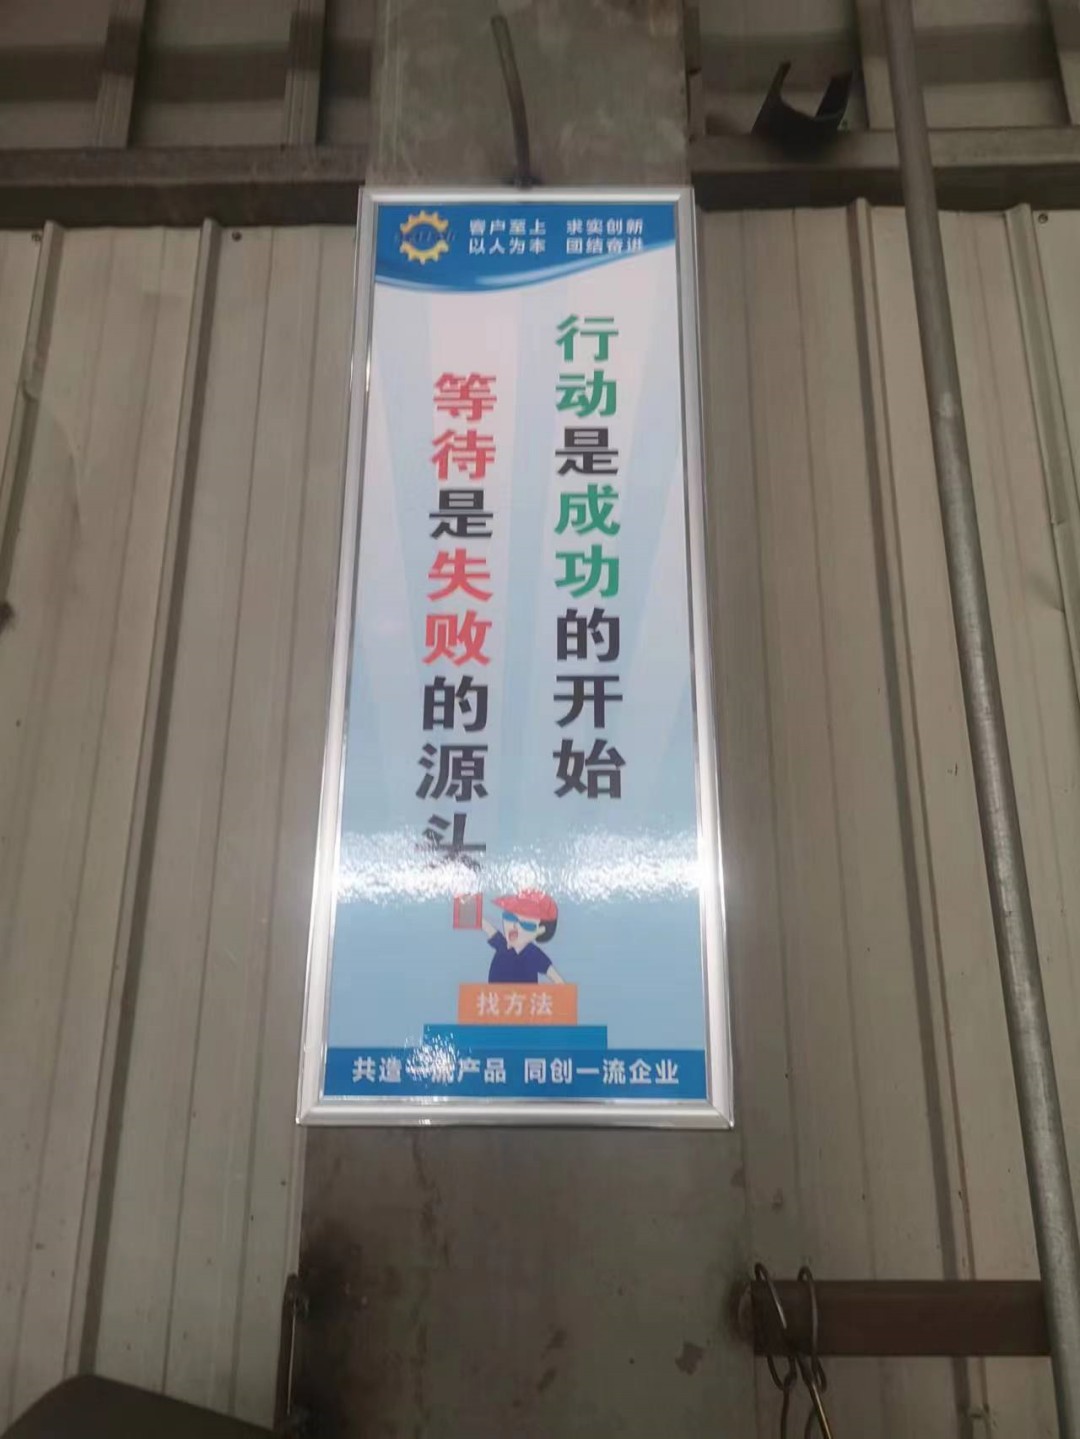 客户至上 求实创新
以人为本 团结奋进
行动是成功的开始
等待是失败的源头
找方法
共造一流产品 同创一流企业